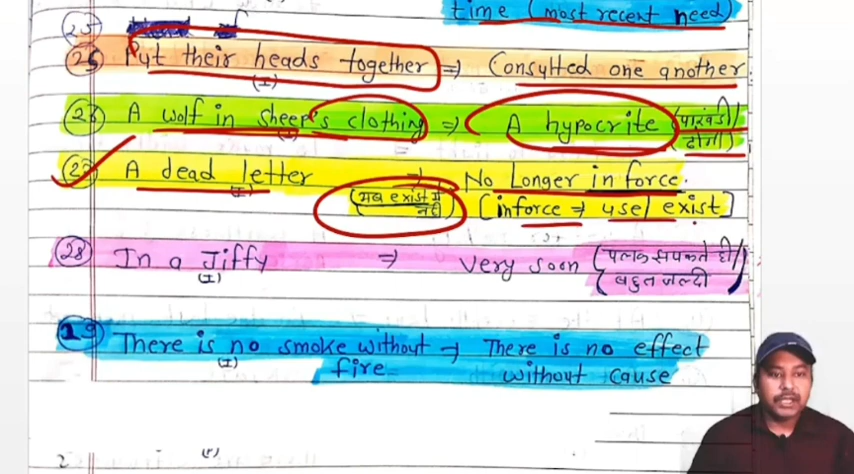 time (most recent need)
25
26 Put their heads together ⇒ Consulted one another
(I)
26 A wolf in sheep's clothing ⇒ A hypocrite (पाखंडी/
ढोंगी)
27 A dead letter ⇒ No Longer in force.
(I)
(अब exist में नहीं) [inforce → use/ exist]
28 In a Jiffy ⇒ Very soon (पलक झपकते ही/
(I) बहुत जल्दी)
29 There is no smoke without → There is no effect
(I) fire without cause
(I)